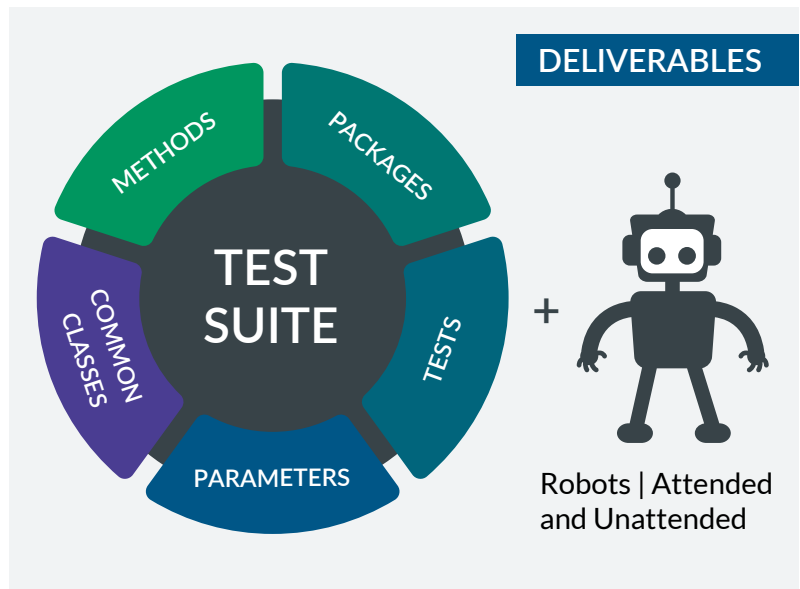 DELIVERABLES
METHODS
PACKAGES
TEST
SUITE
COMMON
CLASSES
TESTS
PARAMETERS
+
Robots | Attended
and Unattended